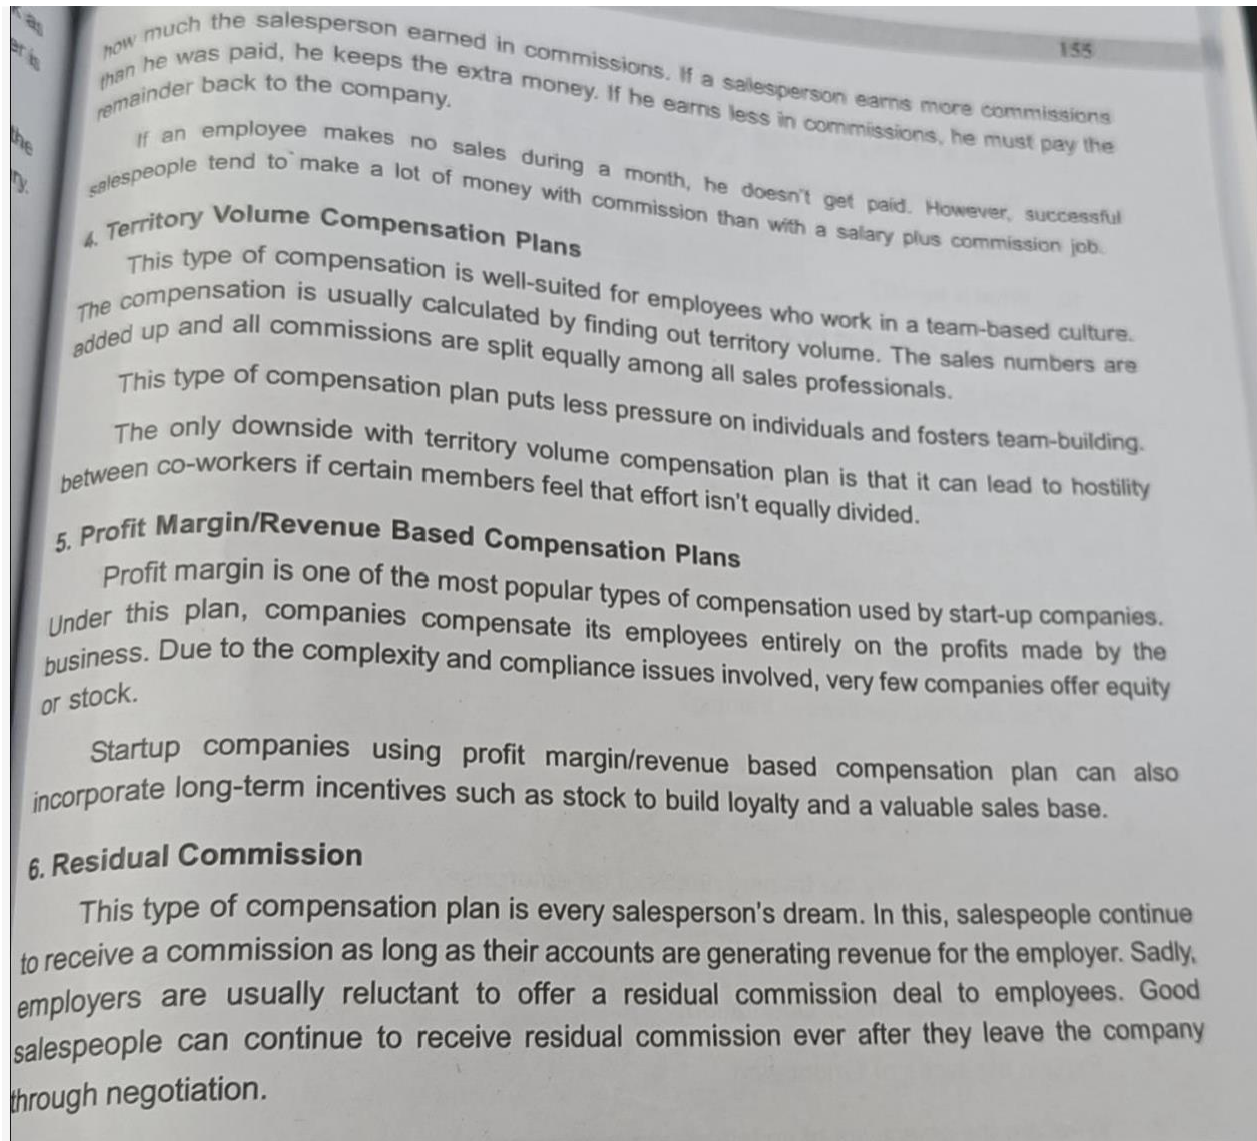 k as
er is
the
ry.
155
how much the salesperson earned in commissions. If a salesperson earns more commissions
than he was paid, he keeps the extra money. If he earns less in commissions, he must pay the
remainder back to the company.
If an employee makes no sales during a month, he doesn't get paid. However, successful
salespeople tend to make a lot of money with commission than with a salary plus commission job.
4. Territory Volume Compensation Plans
This type of compensation is well-suited for employees who work in a team-based culture.
The compensation is usually calculated by finding out territory volume. The sales numbers are
added up and all commissions are split equally among all sales professionals.
This type of compensation plan puts less pressure on individuals and fosters team-building.
The only downside with territory volume compensation plan is that it can lead to hostility
between co-workers if certain members feel that effort isn't equally divided.
5. Profit Margin/Revenue Based Compensation Plans
Profit margin is one of the most popular types of compensation used by start-up companies.
Under this plan, companies compensate its employees entirely on the profits made by the
business. Due to the complexity and compliance issues involved, very few companies offer equity
or stock.
Startup companies using profit margin/revenue based compensation plan can also
incorporate long-term incentives such as stock to build loyalty and a valuable sales base.
6. Residual Commission
This type of compensation plan is every salesperson's dream. In this, salespeople continue
to receive a commission as long as their accounts are generating revenue for the employer. Sadly,
employers are usually reluctant to offer a residual commission deal to employees. Good
salespeople can continue to receive residual commission ever after they leave the company
through negotiation.